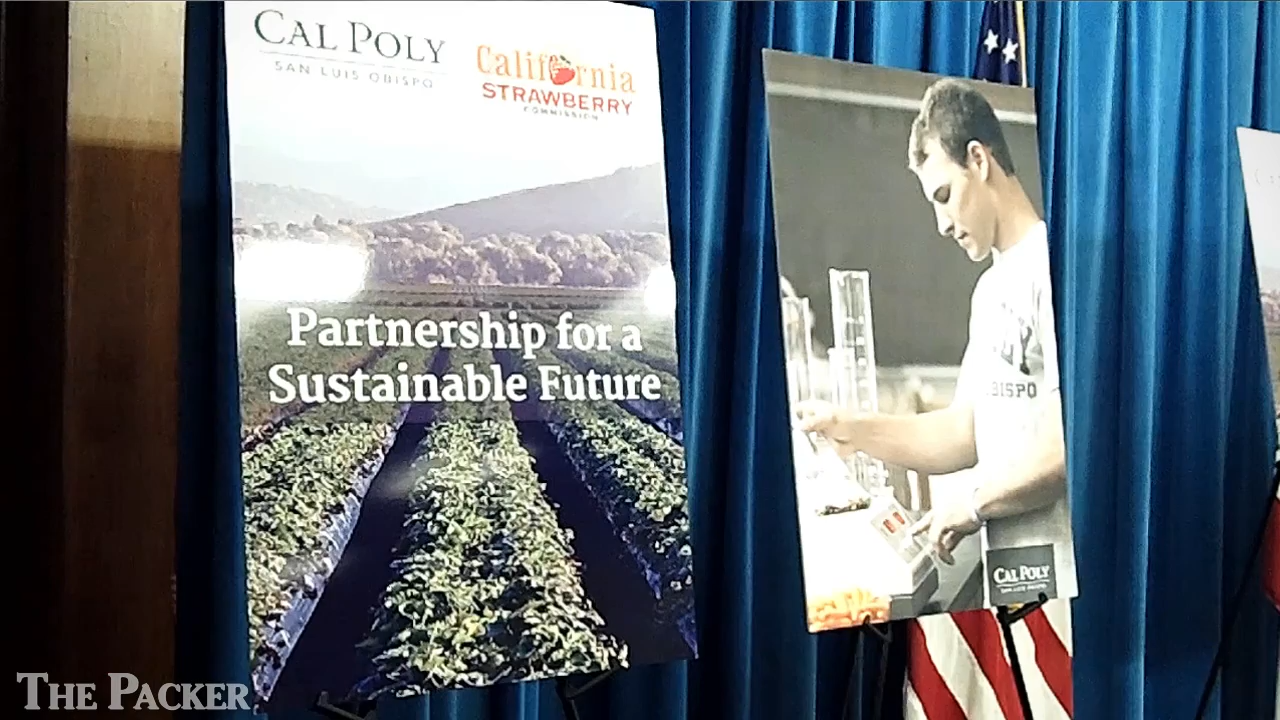 CAL POLY
SAN LUIS OBISPO
California
STRAWBERRY
COMMISSION
Partnership for a
Sustainable Future
BISPO
CAL POLY
SAN LUIS OBISPO
THE PACKER